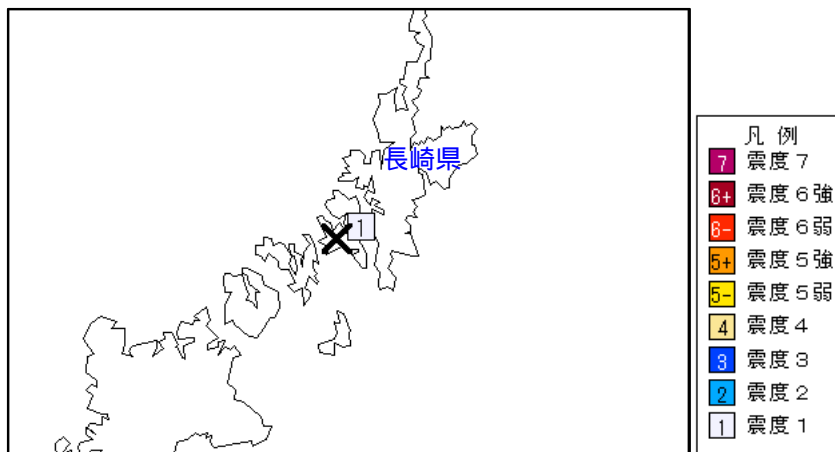 長崎県
1
凡 例
7 震度7
6+ 震度6強
6- 震度6弱
5+ 震度5強
5- 震度5弱
4 震度4
3 震度3
2 震度2
1 震度1